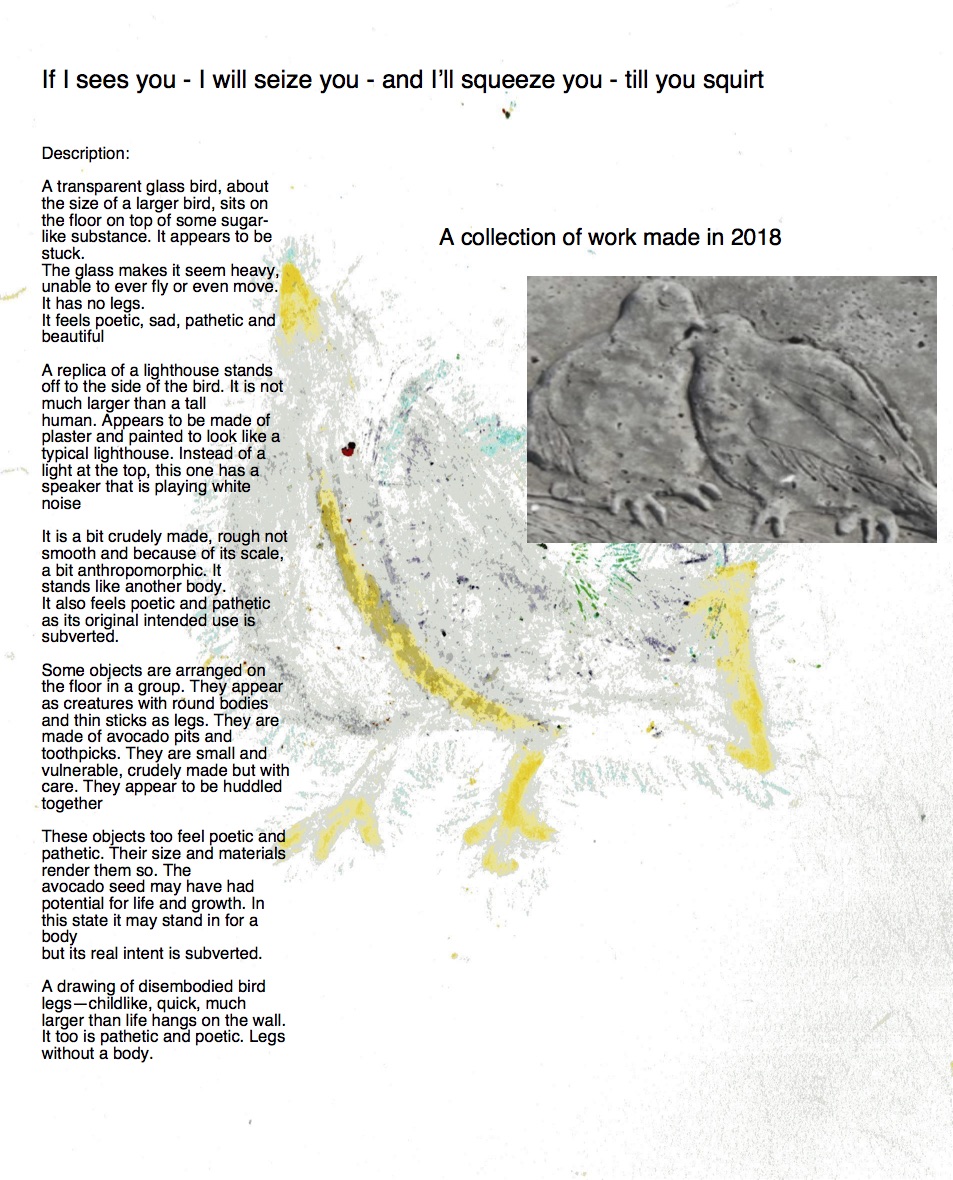 If I sees you - I will seize you - and I’ll squeeze you - till you squirt
Description:
A transparent glass bird, about
the size of a larger bird, sits on
the floor on top of some sugar-
like substance. It appears to be
stuck.
The glass makes it seem heavy,
unable to ever fly or even move.
It has no legs.
It feels poetic, sad, pathetic and
beautiful
A replica of a lighthouse stands
off to the side of the bird. It is not
much larger than a tall
human. Appears to be made of
plaster and painted to look like a
typical lighthouse. Instead of a
light at the top, this one has a
speaker that is playing white
noise
It is a bit crudely made, rough not
smooth and because of its scale,
a bit anthropomorphic. It
stands like another body.
It also feels poetic and pathetic
as its original intended use is
subverted.
Some objects are arranged on
the floor in a group. They appear
as creatures with round bodies
and thin sticks as legs. They are
made of avocado pits and
toothpicks. They are small and
vulnerable, crudely made but with
care. They appear to be huddled
together
These objects too feel poetic and
pathetic. Their size and materials
render them so. The
avocado seed may have had
potential for life and growth. In
this state it may stand in for a
body
but its real intent is subverted.
A drawing of disembodied bird
legs—childlike, quick, much
larger than life hangs on the wall.
It too is pathetic and poetic. Legs
without a body.
A collection of work made in 2018